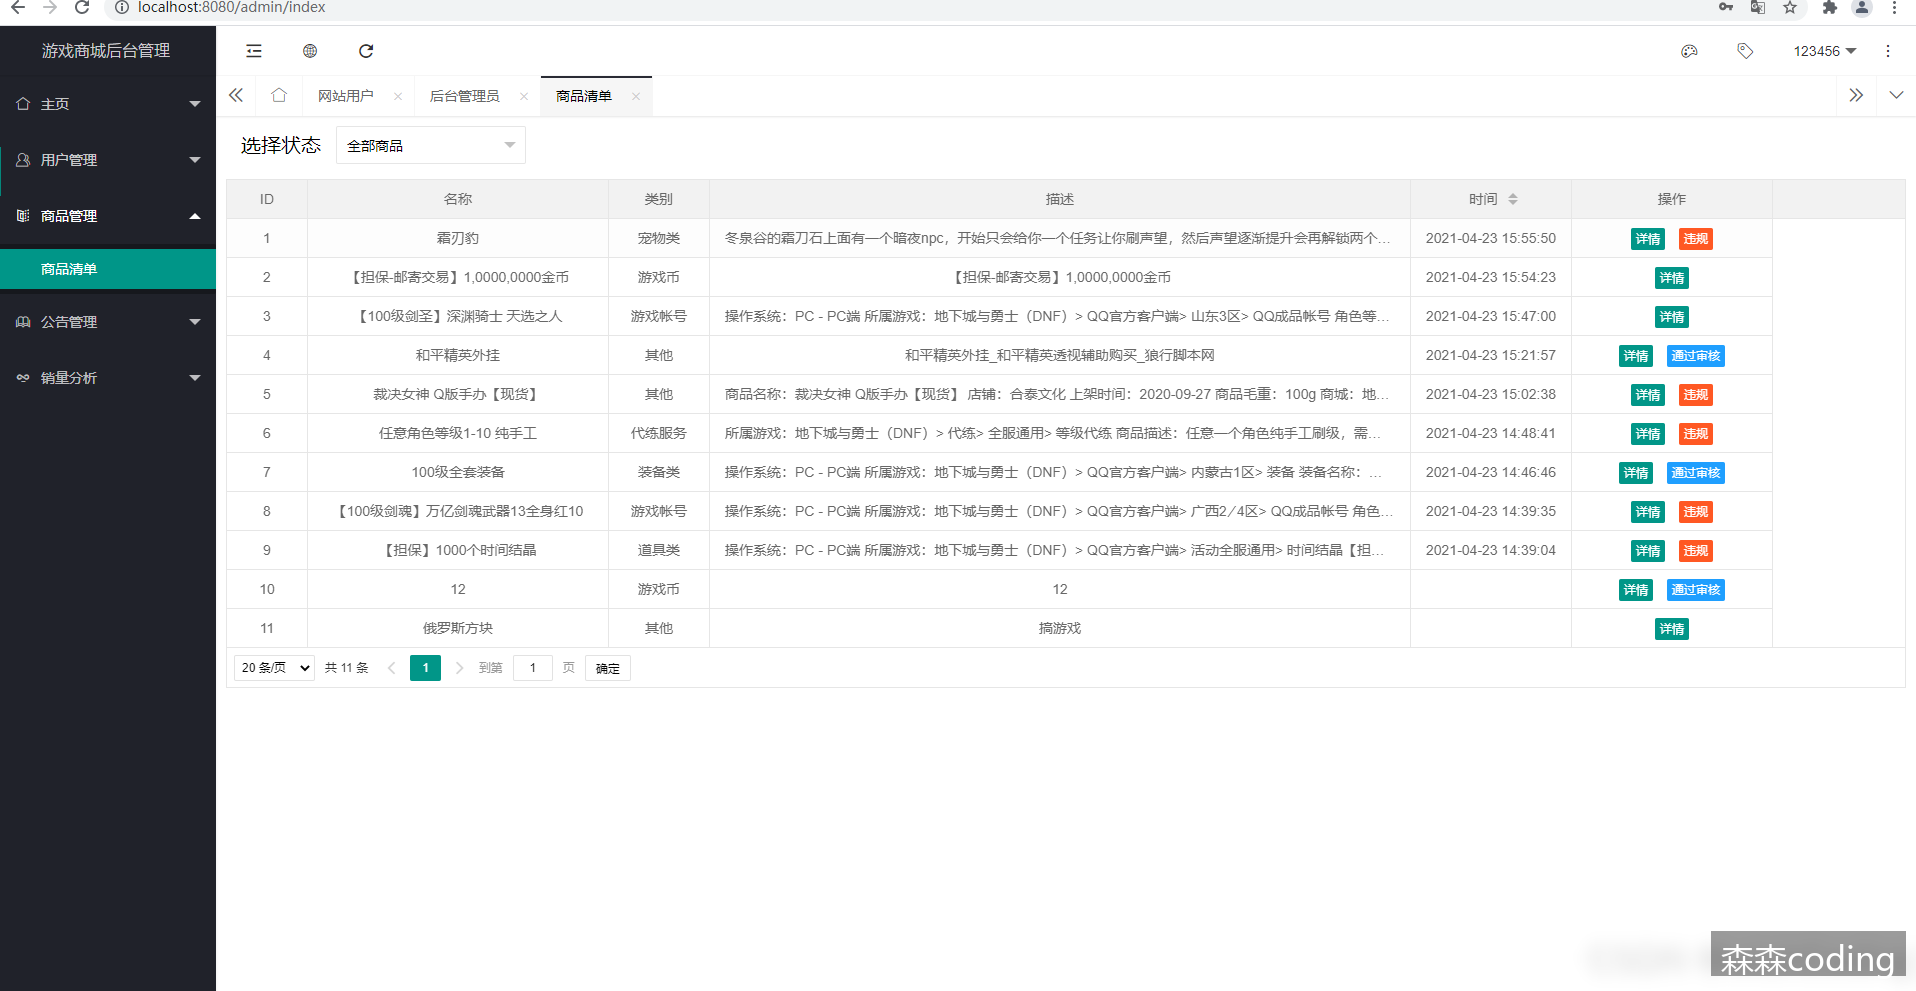 localhost:8080/admin/index
游戏商城后台管理
123456
主页
网站用户
后台管理员
商品清单
用户管理
选择状态
全部商品
商品管理
ID 名称 类别 描述 时间 操作
1 霜刃豹 宠物类 冬泉谷的霜刀石上面有一个暗夜npc，开始只会给你一个任务让你刷声望，然后声望逐渐提升会再解锁两个... 2021-04-23 15:55:50 详情 违规
商品清单
2 【担保-邮寄交易】1,0000,0000金币 游戏币 【担保-邮寄交易】1,0000,0000金币 2021-04-23 15:54:23 详情
公告管理
3 【100级剑圣】深渊骑士 天选之人 游戏帐号 操作系统：PC - PC端 所属游戏：地下城与勇士（DNF）> QQ官方客户端> 山东3区> QQ成品帐号 角色等... 2021-04-23 15:47:00 详情
4 和平精英外挂 其他 和平精英外挂_和平精英透视辅助购买_狼行脚本网 2021-04-23 15:21:57 详情 通过审核
销量分析
5 裁决女神 Q版手办【现货】 其他 商品名称：裁决女神 Q版手办【现货】 店铺：合泰文化 上架时间：2020-09-27 商品毛重：100g 商城：地... 2021-04-23 15:02:38 详情 违规
6 任意角色等级1-10 纯手工 代练服务 所属游戏：地下城与勇士（DNF）> 代练> 全服通用> 等级代练 商品描述：任意一个角色纯手工刷级，需... 2021-04-23 14:48:41 详情 违规
7 100级全套装备 装备类 操作系统：PC - PC端 所属游戏：地下城与勇士（DNF）> QQ官方客户端> 内蒙古1区> 装备 装备名称：... 2021-04-23 14:46:46 详情 通过审核
8 【100级剑魂】万亿剑魂武器13全身红10 游戏帐号 操作系统：PC - PC端 所属游戏：地下城与勇士（DNF）> QQ官方客户端> 广西2／4区> QQ成品帐号 角色... 2021-04-23 14:39:35 详情 违规
9 【担保】1000个时间结晶 道具类 操作系统：PC - PC端 所属游戏：地下城与勇士（DNF）> QQ官方客户端> 活动全服通用> 时间结晶【担... 2021-04-23 14:39:04 详情 违规
10 12 游戏币 12 详情 通过审核
11 俄罗斯方块 其他 搞游戏 详情
20 条/页 共 11 条 1 到第 1 页 确定
森森coding